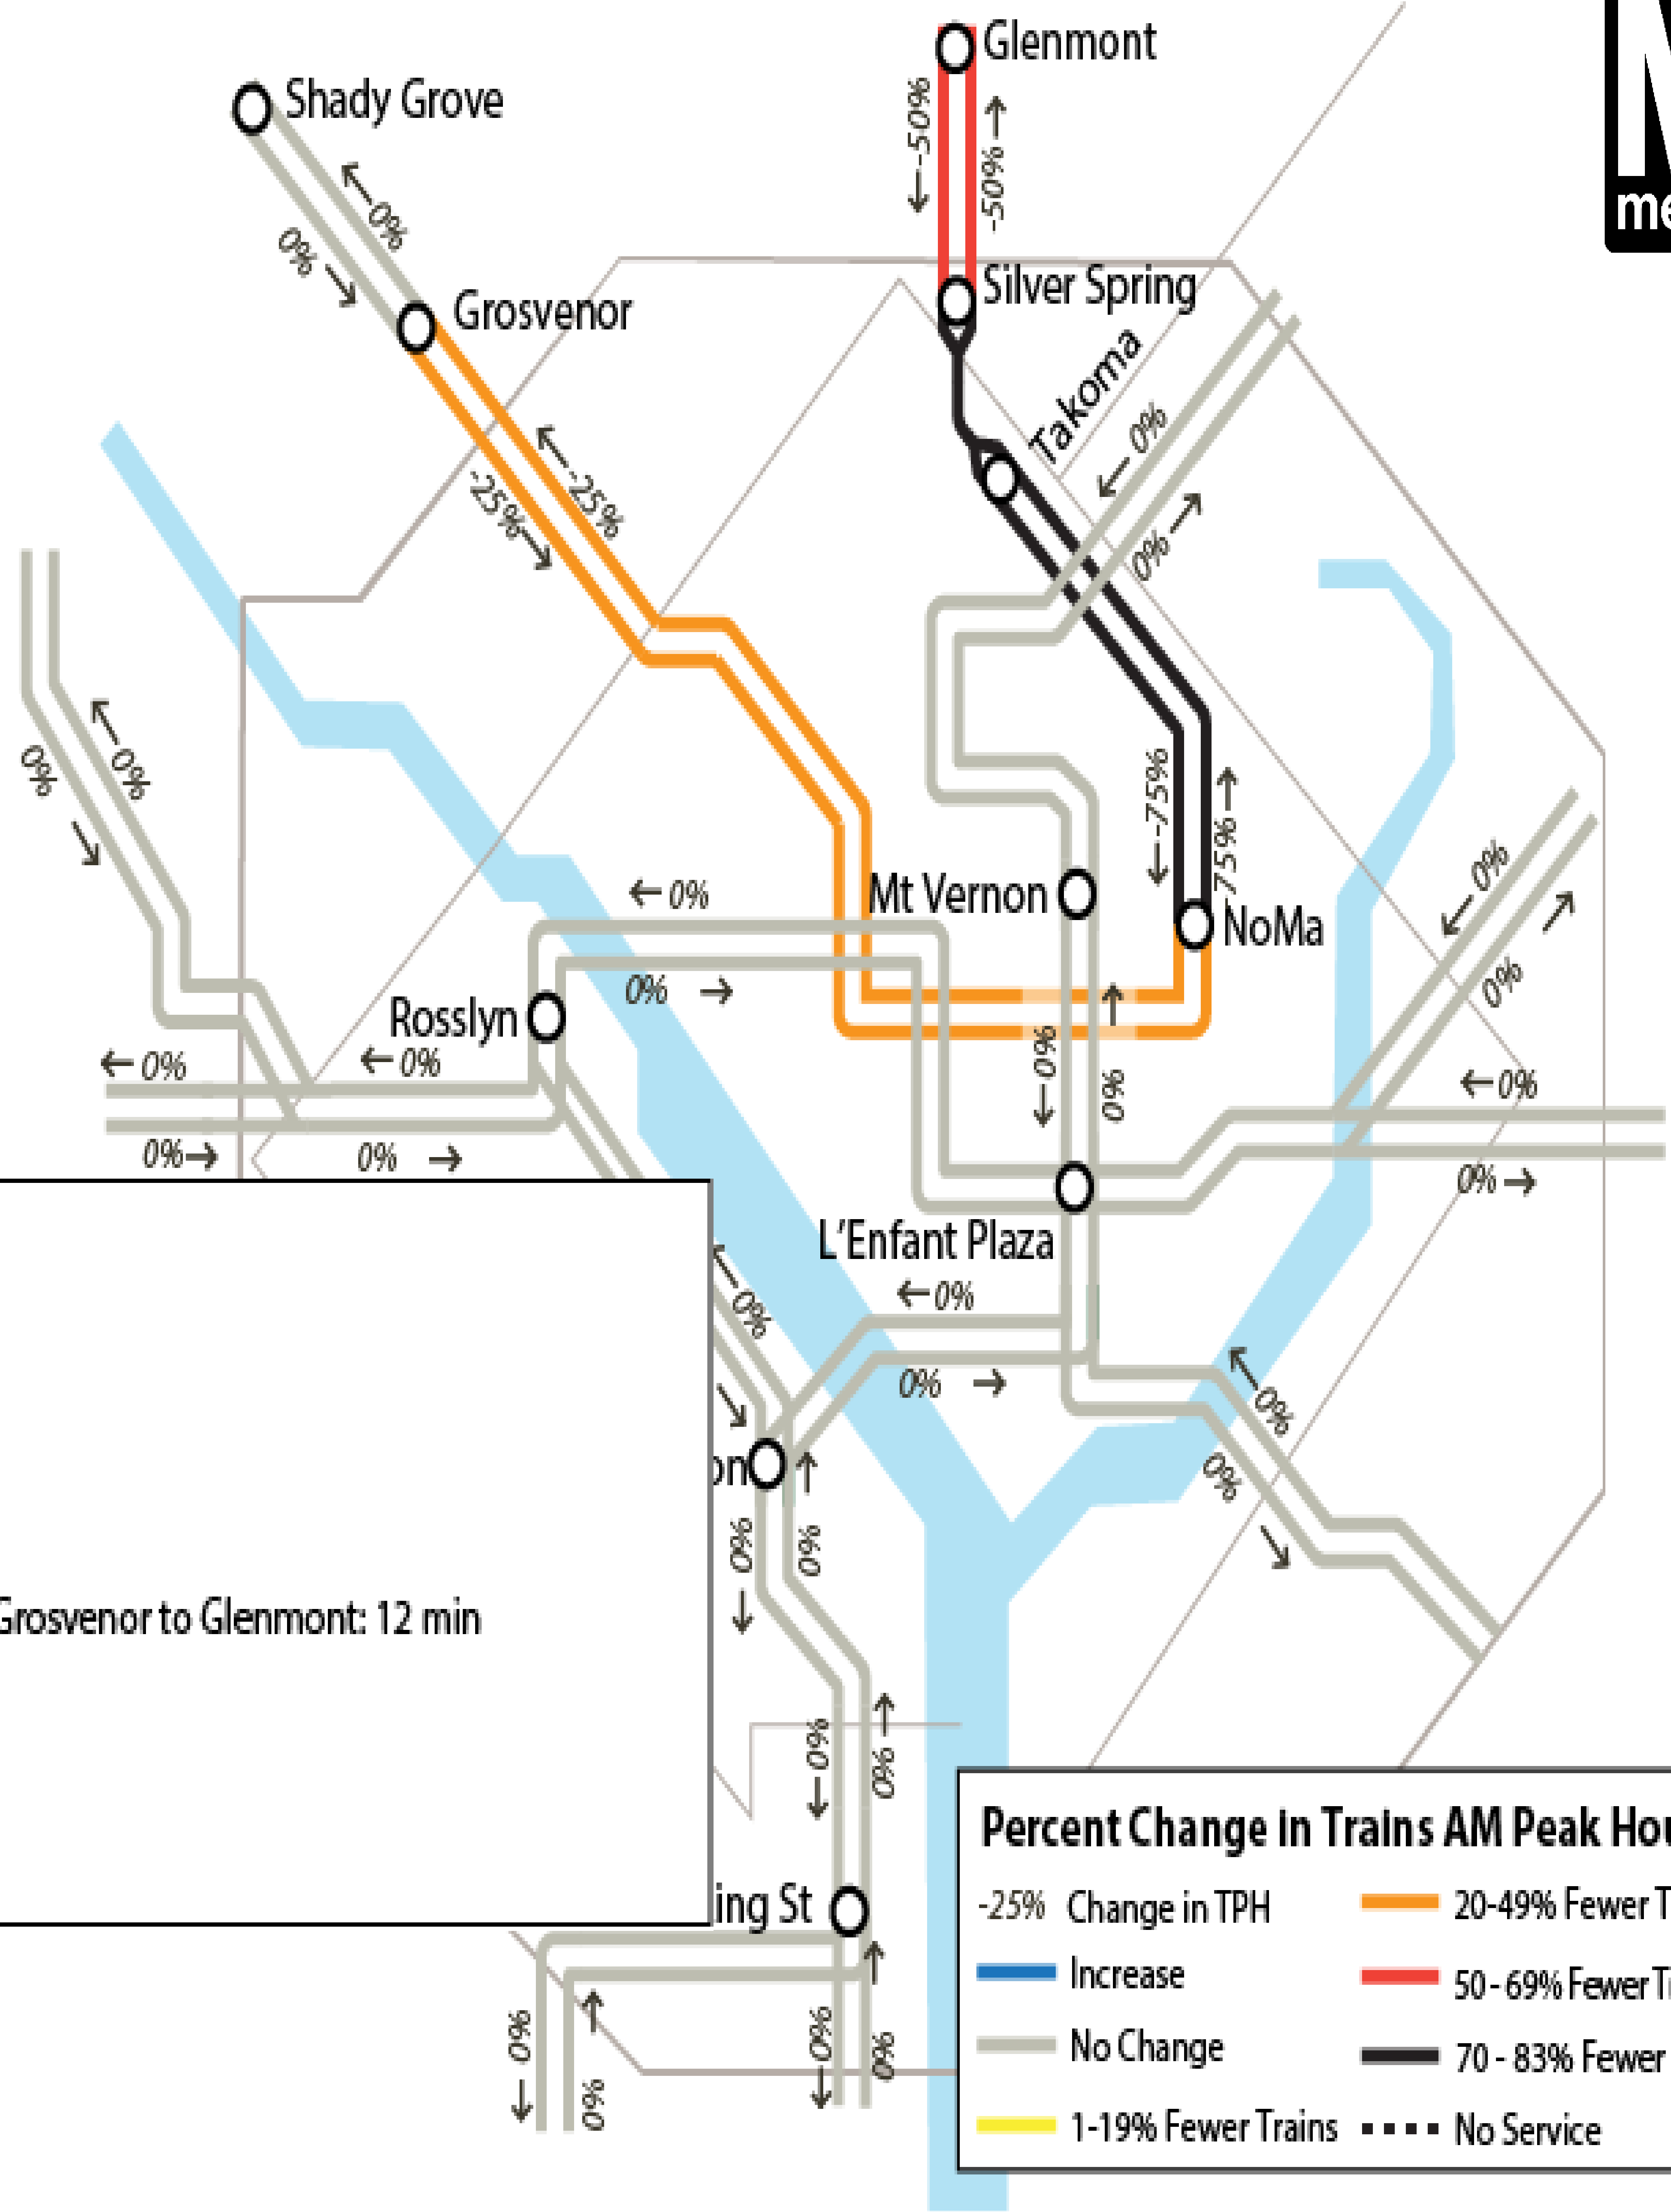 Glenmont
Shady Grove
-50%
-50%
me
0%
0%
Silver Spring
Grosvenor
Takoma
0%
-25%
-25%
0%
0%
0%
-75%
-75%
0%
Mt Vernon
NoMa
0%
0%
0%
Rosslyn
0%
0%
0%
0%
0%
0%
0%
0%
L'Enfant Plaza
0%
0%
0%
0%
on
0%
0%
0%
Grosvenor to Glenmont: 12 min
0%
0%
Percent Change in Trains AM Peak Hou
-25% Change in TPH
20-49% Fewer T
ing St
Increase
50-69% Fewer Tr
0%
0%
0%
0%
No Change
70 - 83% Fewer
1-19% Fewer Trains
No Service